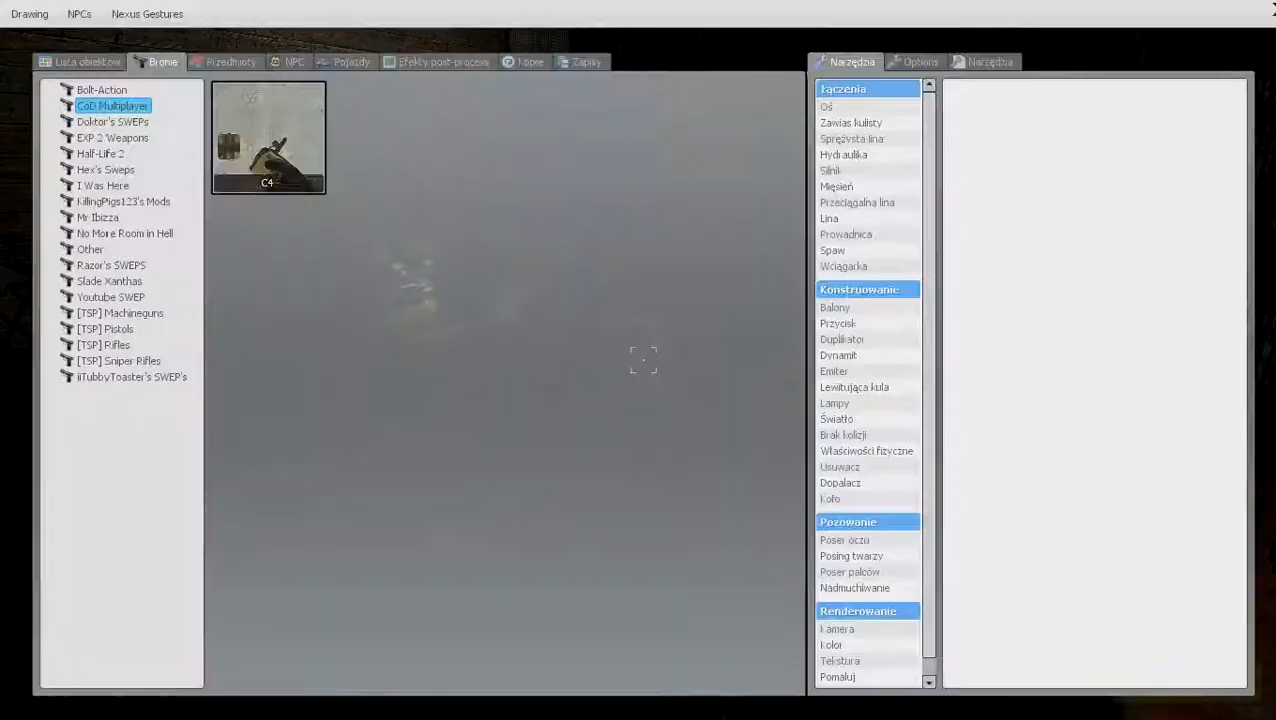 Drawing NPCs Nexus Gestures
Lista obiektów Bronie Przedmioty NPC Pojazdy Efekty post-process Kopie Zapisy
Narzędzia Options Narzędzia
Bolt-Action
CoD Multiplayer
Doktor's SWEPs
EXP 2 Weapons
Half-Life 2
Hex's Sweps
I Was Here
KillingPigs123's Mods
Mr Ibizza
No More Room in Hell
Other
Razor's SWEPS
Slade Xanthas
Youtube SWEP
[TSP] Machineguns
[TSP] Pistols
[TSP] Rifles
[TSP] Sniper Rifles
iiTubbyToaster's SWEP's
C4
Łączenia
Oś
Zawias kulisty
Sprężysta lina
Hydraulika
Silnik
Mięsień
Przeciągalna lina
Lina
Prowadnica
Spaw
Wciągarka
Konstruowanie
Balony
Przycisk
Duplikator
Dynamit
Emiter
Lewitująca kula
Lampy
Światło
Brak kolizji
Właściwości fizyczne
Usuwacz
Dopalacz
Koło
Pozowanie
Poser oczu
Posing twarzy
Poser palców
Nadmuchiwanie
Renderowanie
Kamera
Kolor
Tekstura
Pomaluj